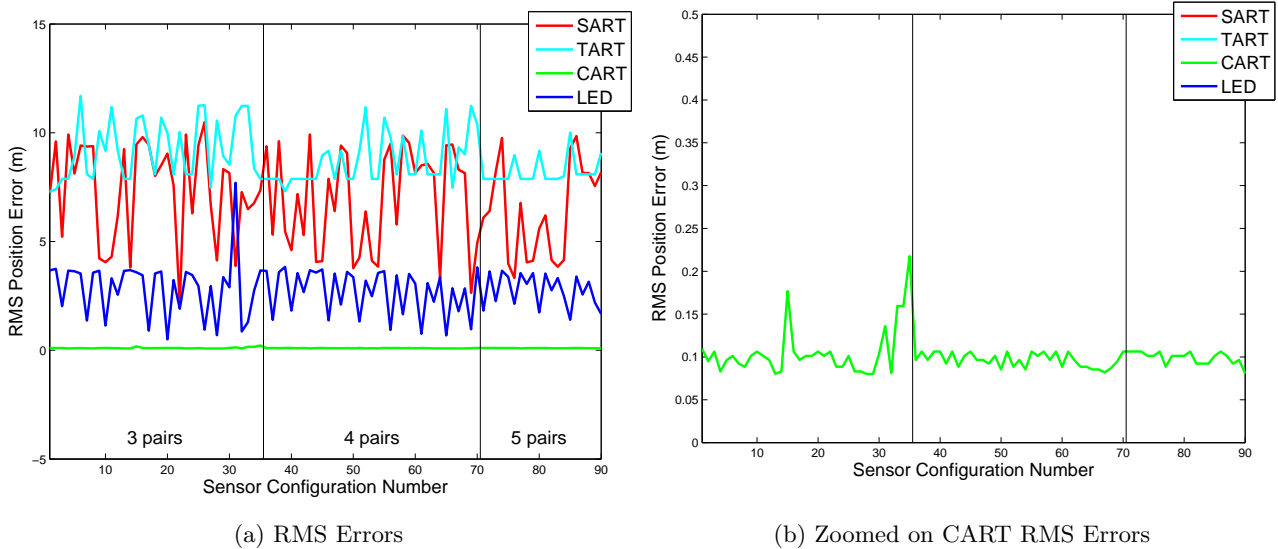 15
10
5
0
−5
RMS Position Error (m)
SART
TART
CART
LED
3 pairs
4 pairs
5 pairs
10 20 30 40 50 60 70 80 90
Sensor Configuration Number
(a) RMS Errors
0.5
0.45
0.4
0.35
0.3
0.25
0.2
0.15
0.1
0.05
0
RMS Position Error (m)
SART
TART
CART
LED
10 20 30 40 50 60 70 80 90
Sensor Configuration Number
(b) Zoomed on CART RMS Errors